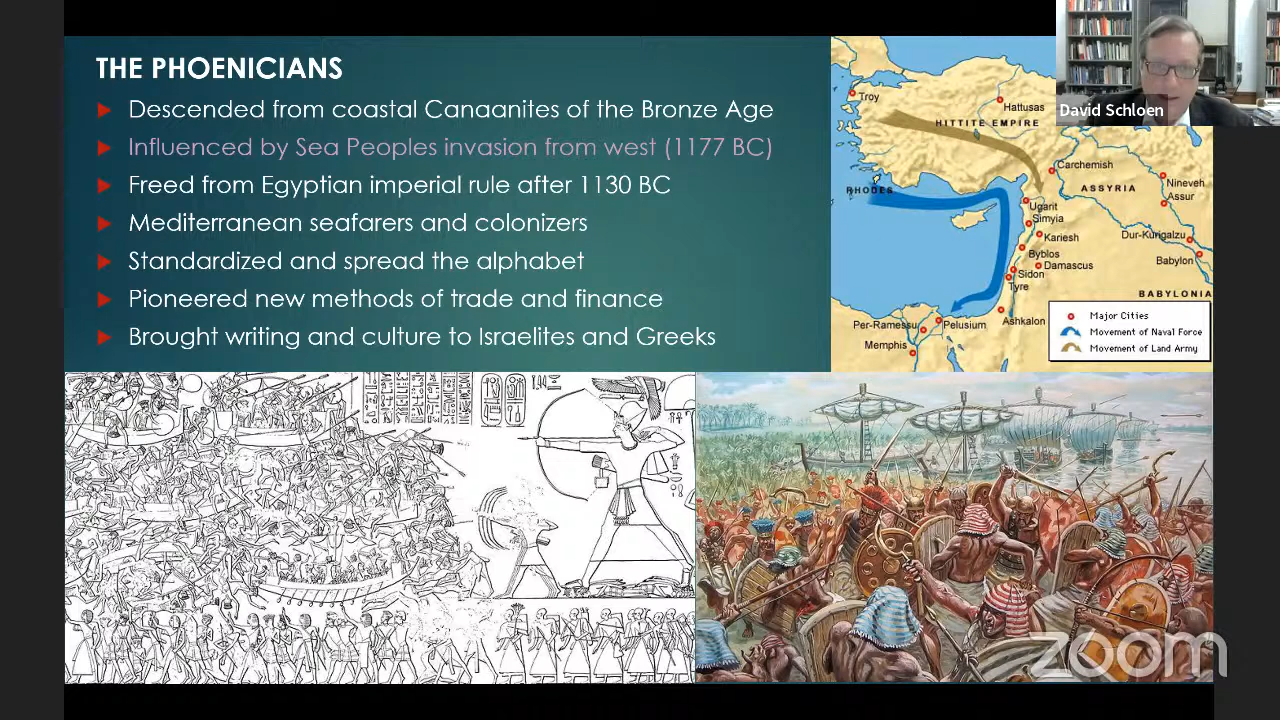 THE PHOENICIANS
Descended from coastal Canaanites of the Bronze Age
Influenced by Sea Peoples invasion from west (1177 BC)
Freed from Egyptian imperial rule after 1130 BC
Mediterranean seafarers and colonizers
Standardized and spread the alphabet
Pioneered new methods of trade and finance
Brought writing and culture to Israelites and Greeks
Troy
Hattusas
HITTITE EMPIRE
Carchemish
RHODES
ASSYRIA
Nineveh
Assur
Ugarit
Simyia
Kariesh
Dur-Kurigalzu
Byblos
Babylon
Damascus
Sidon
Tyre
BABYLONIA
Per-Ramessu
Pelusium
Ashkalon
Memphis
Major Cities
Movement of Naval Force
Movement of Land Army
David Schloen
zoom